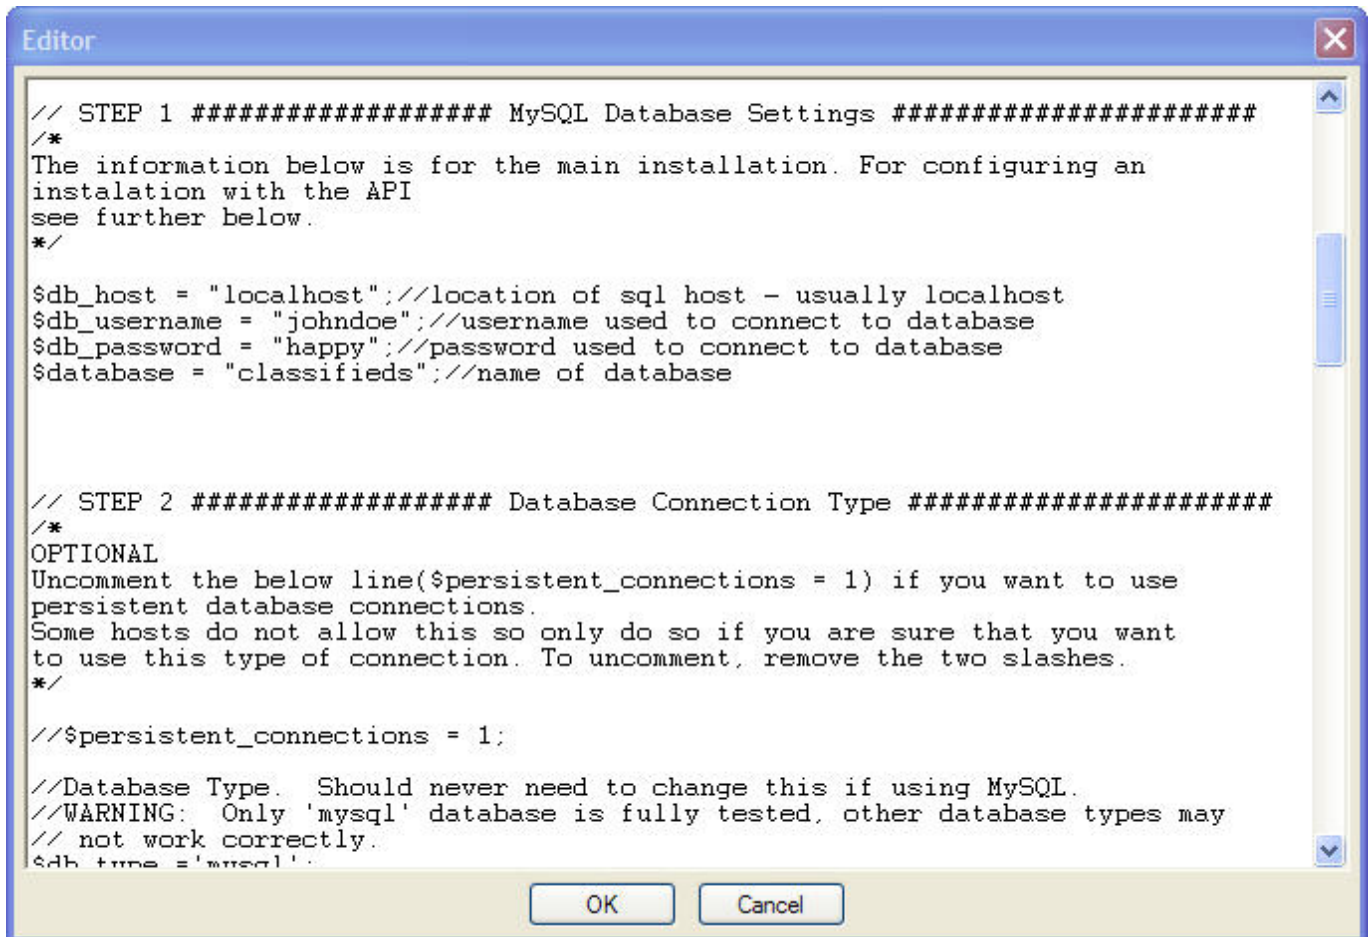 Editor
// STEP 1 ################### MySQL Database Settings #######################
/*
The information below is for the main installation. For configuring an
instalation with the API
see further below.
*/
$db_host = "localhost";//location of sql host – usually localhost
$db_username = "johndoe";//username used to connect to database
$db_password = "happy";//password used to connect to database
$database = "classifieds";//name of database
// STEP 2 ################### Database Connection Type #######################
/*
OPTIONAL
Uncomment the below line($persistent_connections = 1) if you want to use
persistent database connections.
Some hosts do not allow this so only do so if you are sure that you want
to use this type of connection. To uncomment, remove the two slashes.
*/
//$persistent_connections = 1;
//Database Type.  Should never need to change this if using MySQL.
//WARNING:  Only 'mysql' database is fully tested, other database types may
// not work correctly.
$db_type ='mysql';
OK Cancel